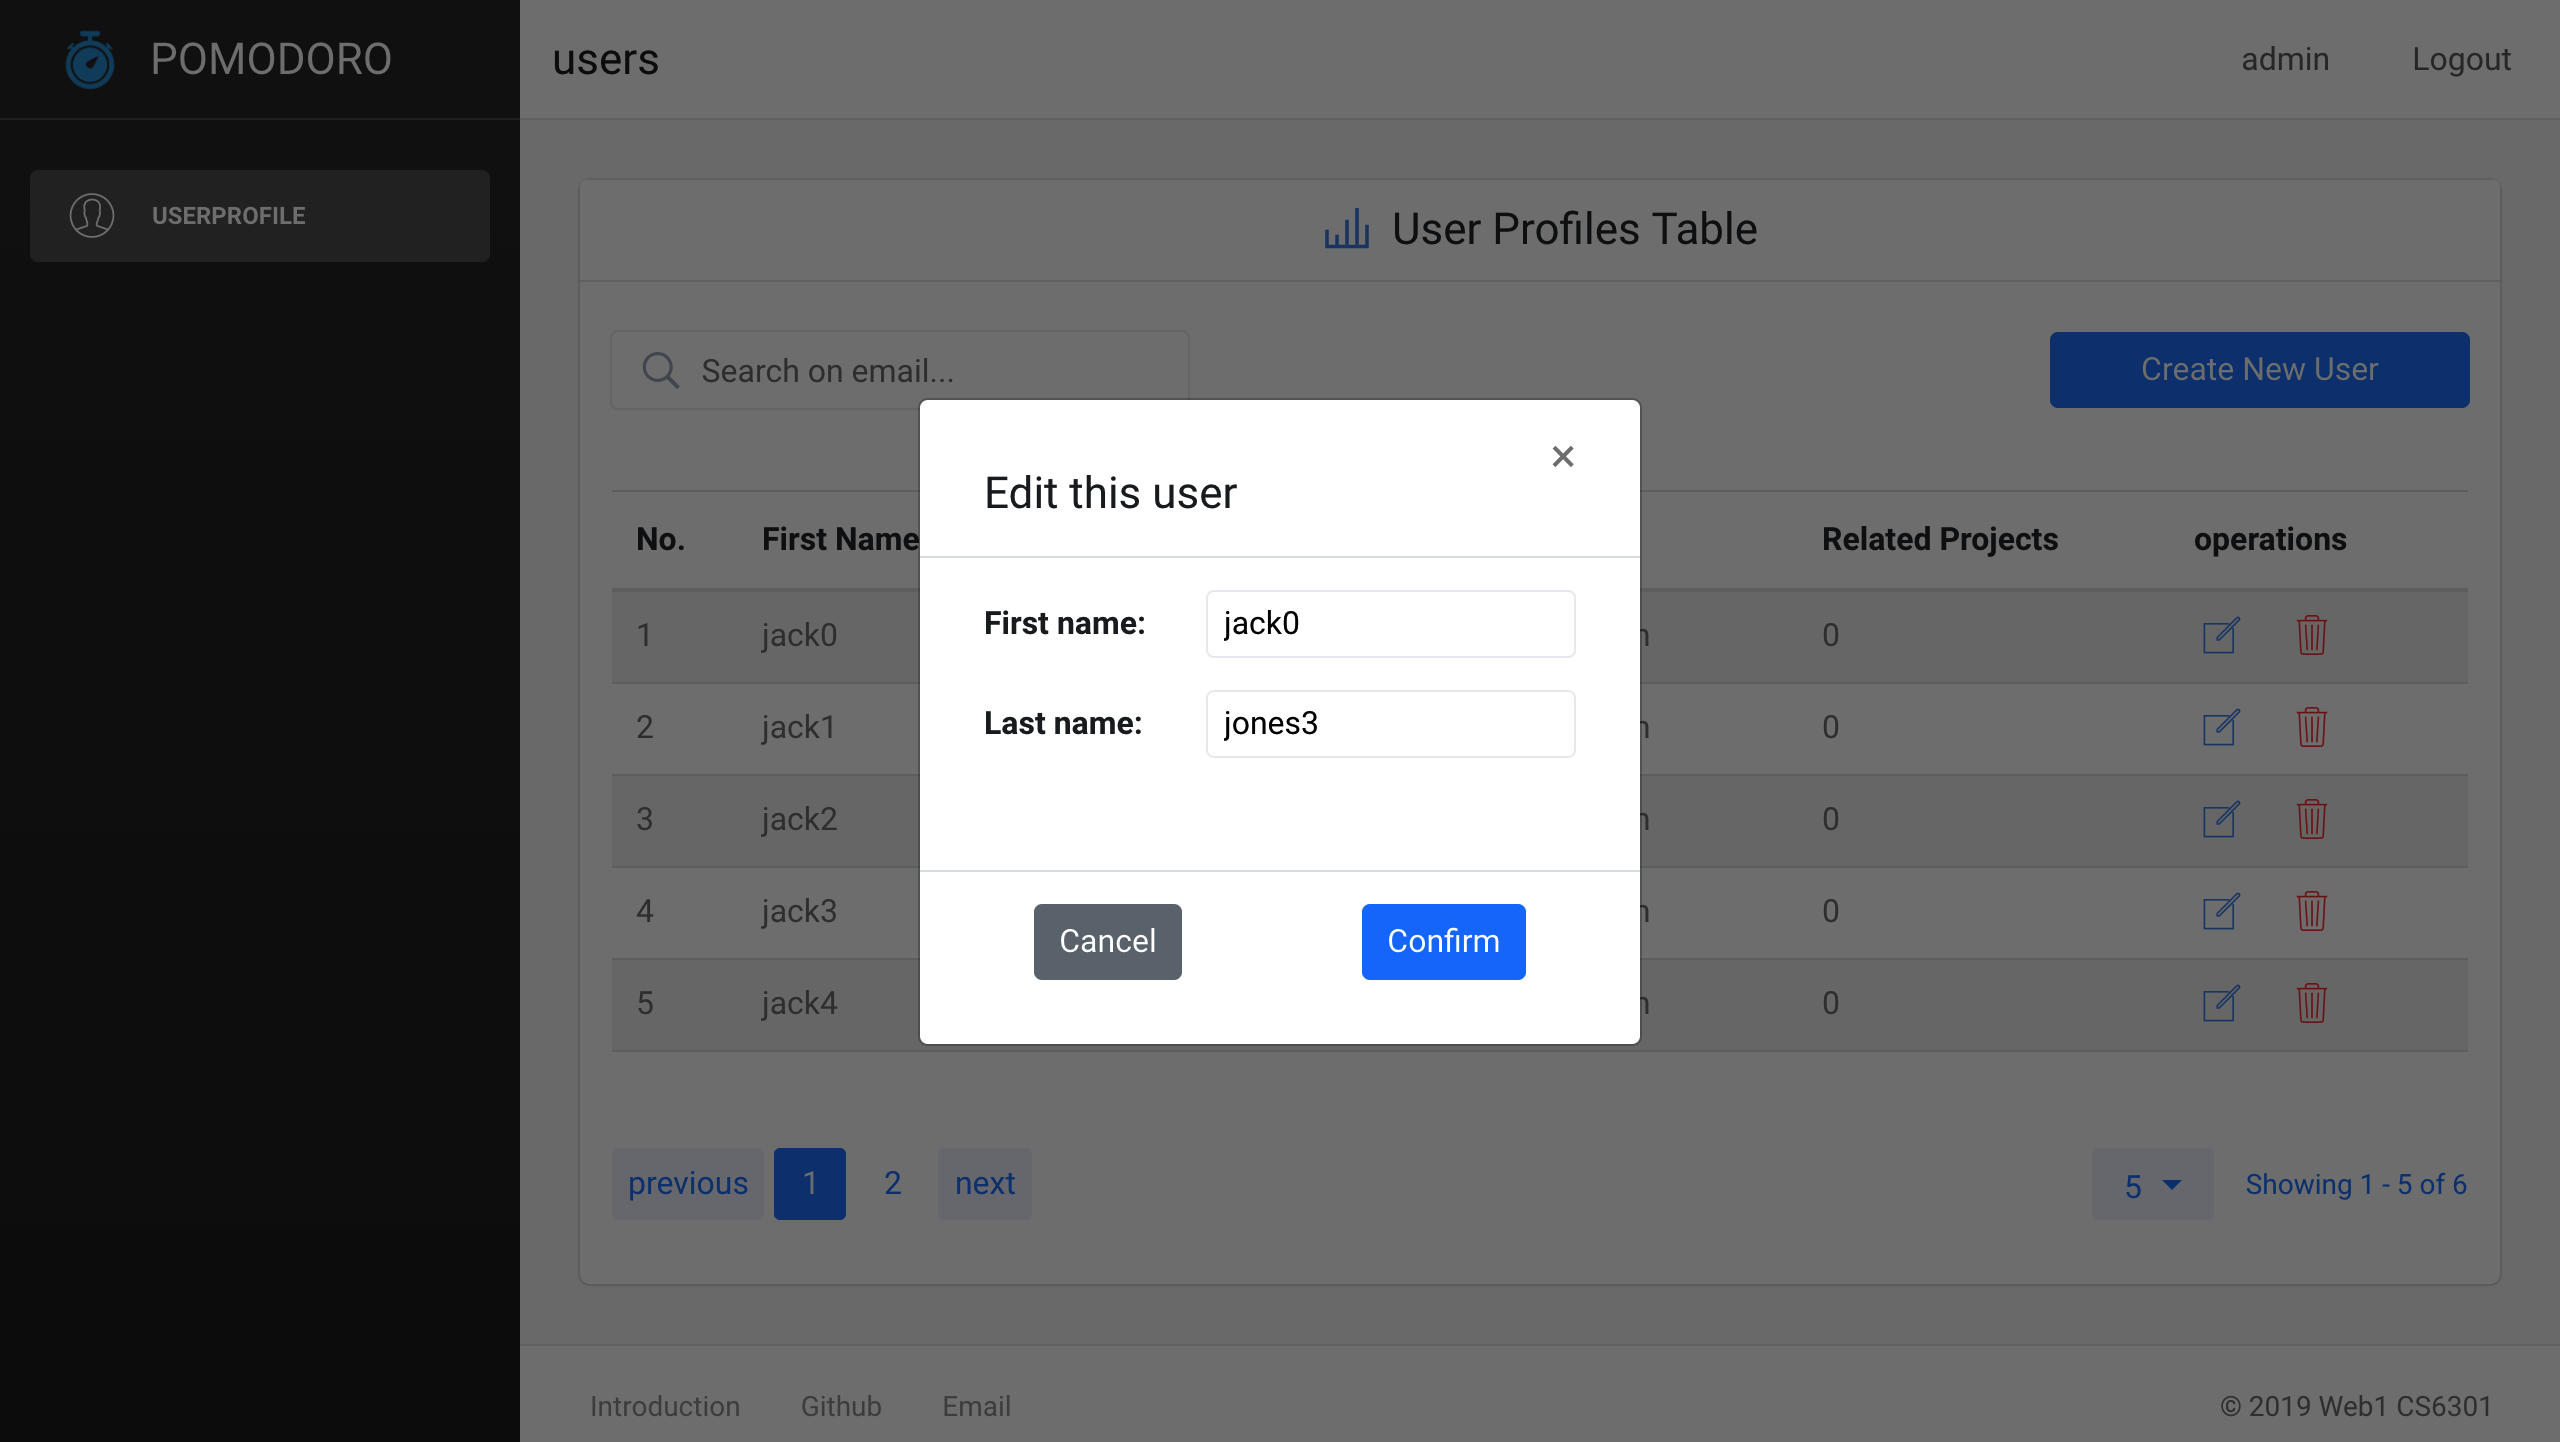 POMODORO
users
admin
Logout
USERPROFILE
User Profiles Table
Search on email...
Create New User
Edit this user
×
No.
First Name
Related Projects
operations
First name:
jack0
Last name:
jones3
1
jack0
0
2
jack1
0
3
jack2
0
4
jack3
0
5
jack4
0
Cancel
Confirm
previous
1
2
next
5
Showing 1 - 5 of 6
Introduction
Github
Email
© 2019 Web1 CS6301